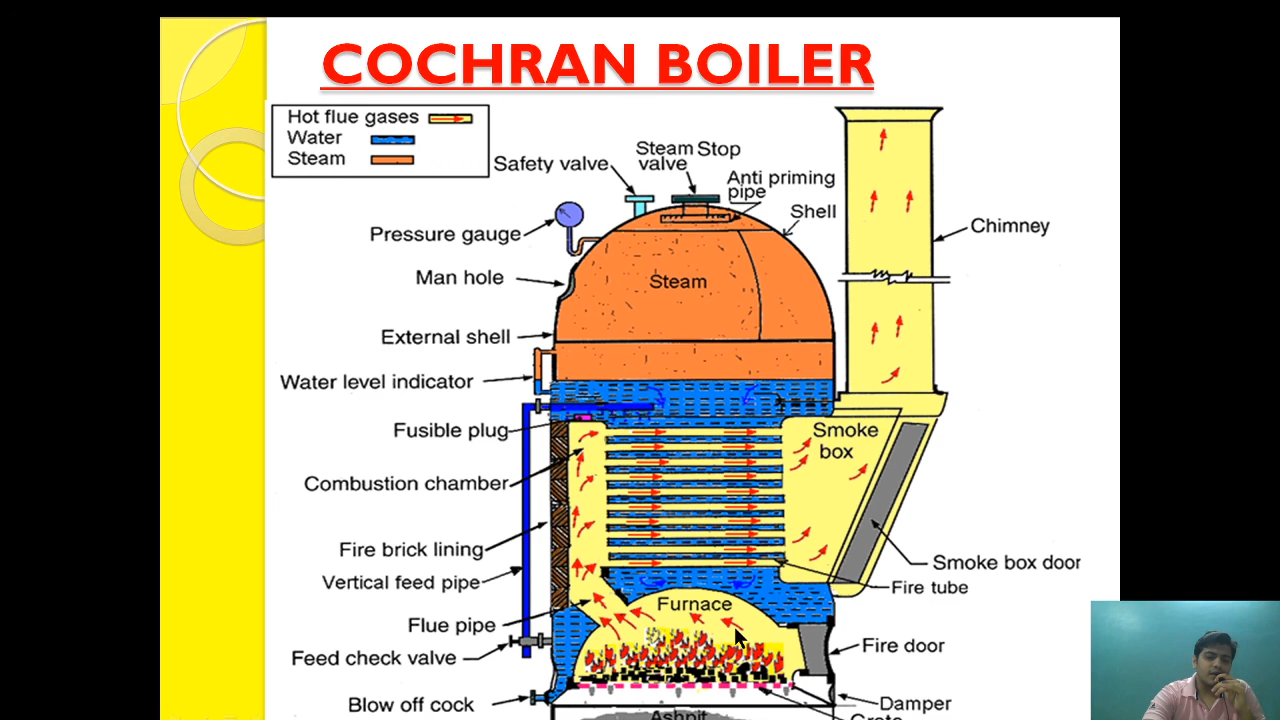 COCHRAN BOILER
Hot flue gases
Water
Steam
Safety valve
Steam Stop
valve
Anti priming
pipe
Shell
Pressure gauge
Chimney
Man hole
Steam
External shell
Water level indicator
Fusible plug
Smoke
box
Combustion chamber
Fire brick lining
Smoke box door
Vertical feed pipe
Fire tube
Furnace
Flue pipe
Fire door
Feed check valve
Blow off cock
Damper
Ashpit
Grate